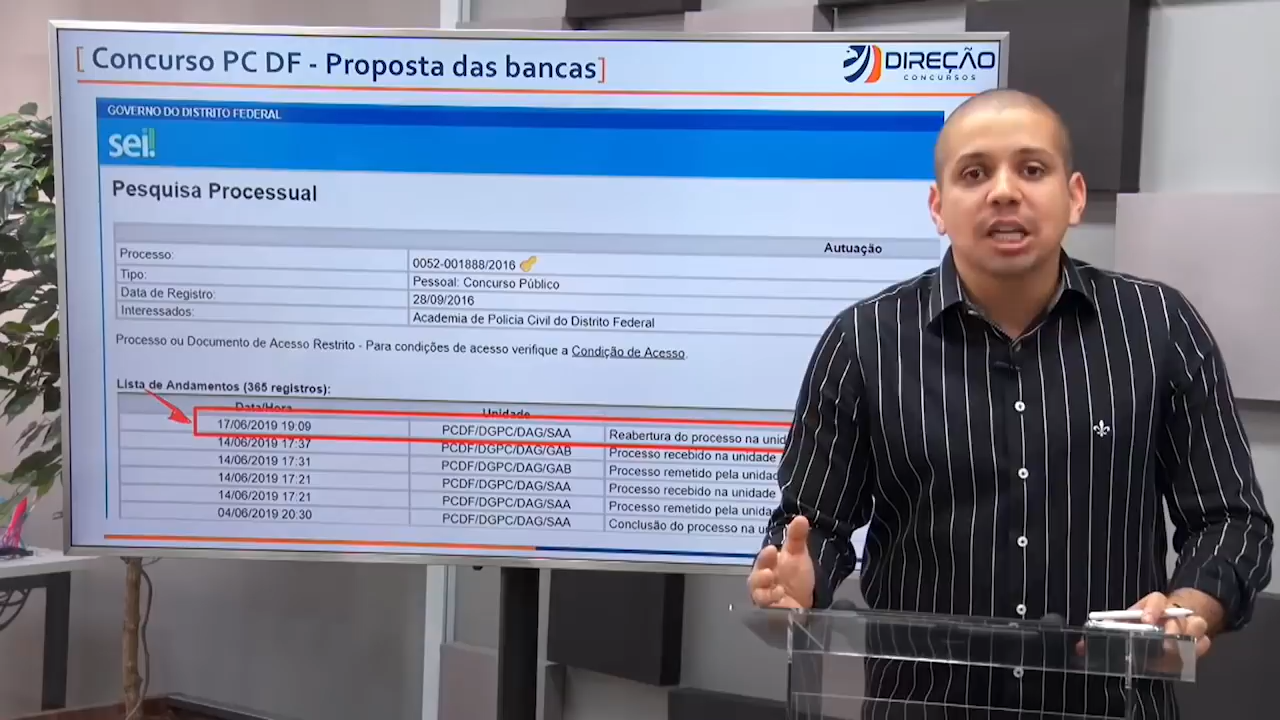 [ Concurso PC DF - Proposta das bancas]
DIREÇÃO
CONCURSOS
GOVERNO DO DISTRITO FEDERAL
sei!
Pesquisa Processual
Autuação
Processo: 0052-001888/2016
Tipo: Pessoal: Concurso Público
Data de Registro: 28/09/2016
Interessados: Academia de Policia Civil do Distrito Federal
Processo ou Documento de Acesso Restrito - Para condições de acesso verifique a Condição de Acesso.
Lista de Andamentos (365 registros):
Data/Hora Unidade
17/06/2019 19:09 PCDF/DGPC/DAG/SAA Reabertura do processo na unid
14/06/2019 17:37 PCDF/DGPC/DAG/GAB Processo recebido na unidade
14/06/2019 17:31 PCDF/DGPC/DAG/GAB Processo remetido pela unidad
14/06/2019 17:21 PCDF/DGPC/DAG/SAA Processo recebido na unidade
14/06/2019 17:21 PCDF/DGPC/DAG/SAA Processo remetido pela unida
04/06/2019 20:30 PCDF/DGPC/DAG/SAA Conclusão do processo na u